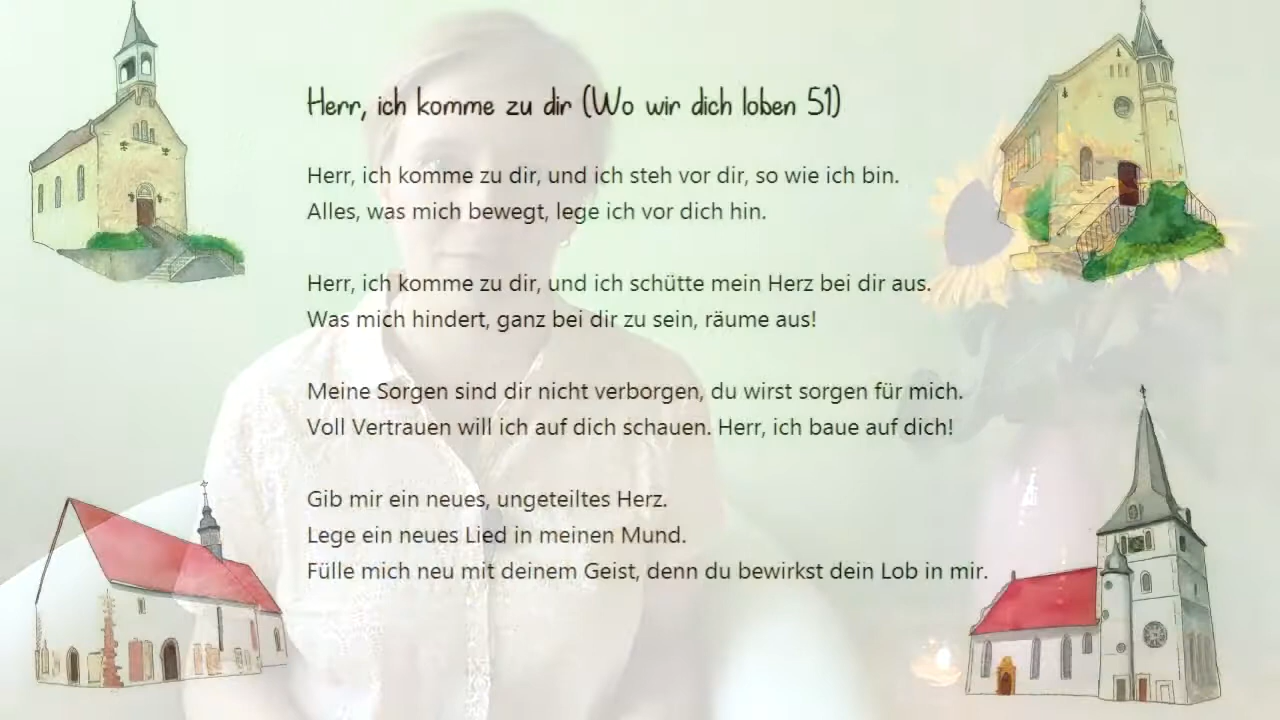 Herr, ich komme zu dir (Wo wir dich loben 51)
Herr, ich komme zu dir, und ich steh vor dir, so wie ich bin.
Alles, was mich bewegt, lege ich vor dich hin.
Herr, ich komme zu dir, und ich schütte mein Herz bei dir aus.
Was mich hindert, ganz bei dir zu sein, räume aus!
Meine Sorgen sind dir nicht verborgen, du wirst sorgen für mich.
Voll Vertrauen will ich auf dich schauen. Herr, ich baue auf dich!
Gib mir ein neues, ungeteiltes Herz.
Lege ein neues Lied in meinen Mund.
Fülle mich neu mit deinem Geist, denn du bewirkst dein Lob in mir.